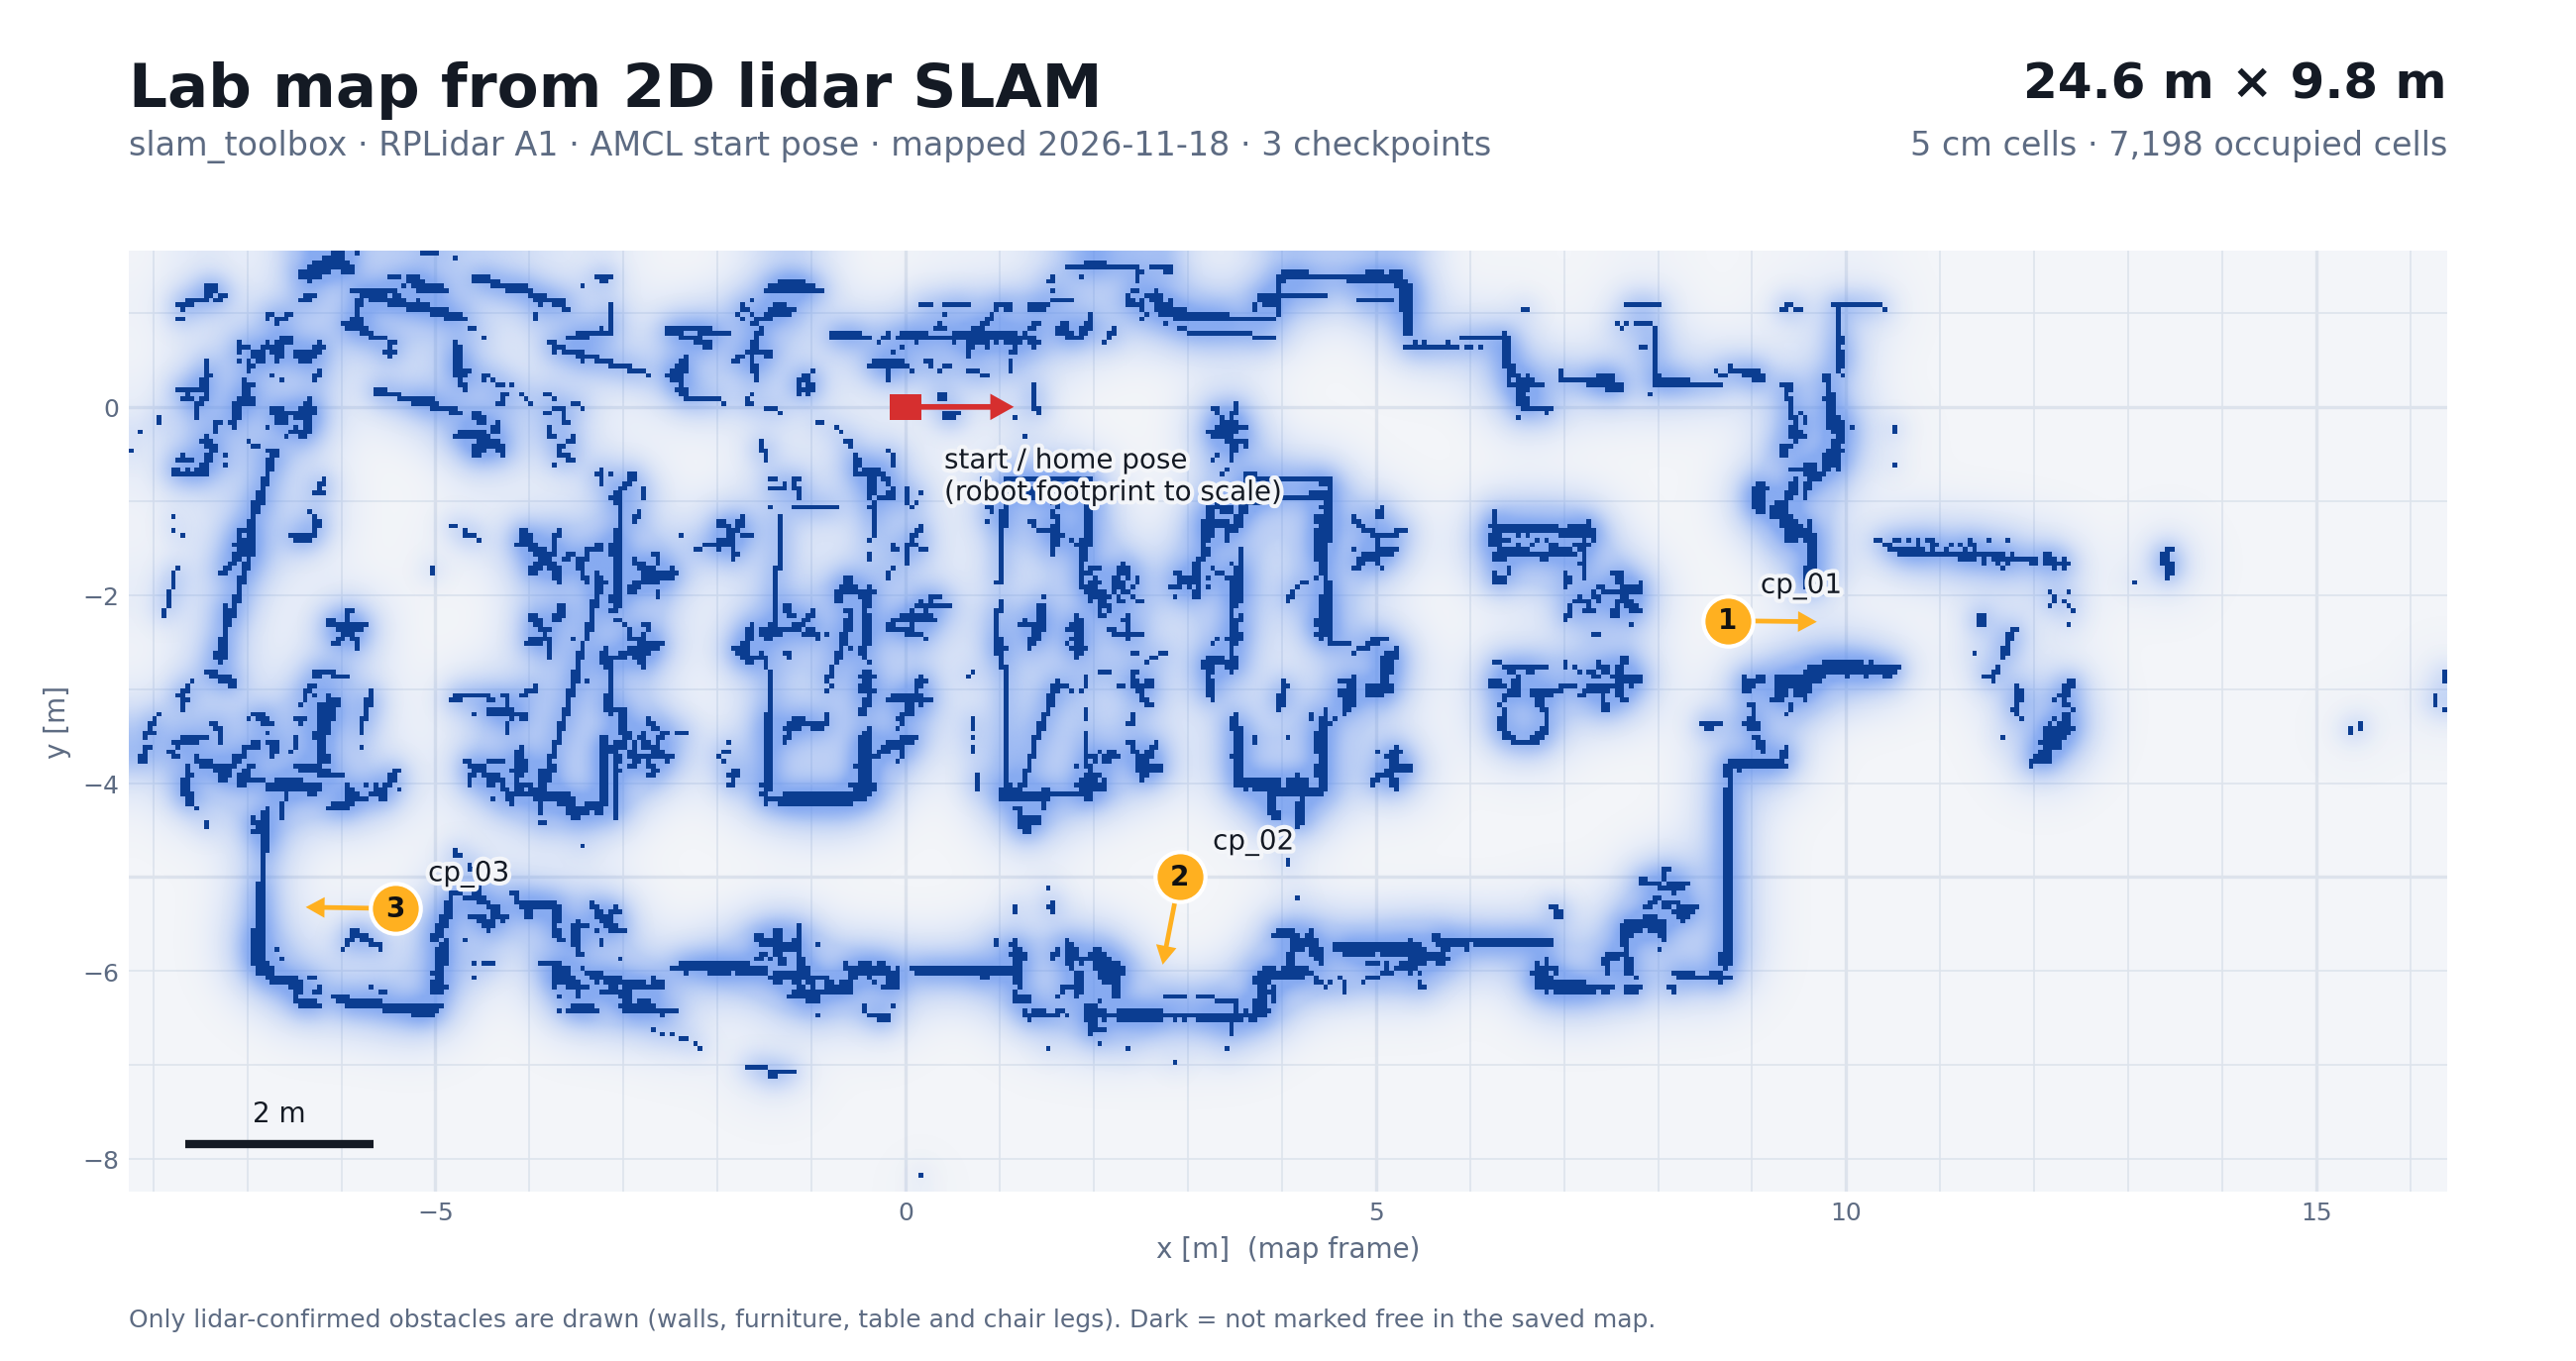 Lab map from 2D lidar SLAM
24.6 m × 9.8 m
slam_toolbox · RPLidar A1 · AMCL start pose · mapped 2026-11-18 · 3 checkpoints
5 cm cells · 7,198 occupied cells
0
start / home pose
(robot footprint to scale)
−2
cp_01
1
y [m]
−4
cp_02
cp_03
2
3
−6
2 m
−8
−5
0
5
10
15
x [m] (map frame)
Only lidar-confirmed obstacles are drawn (walls, furniture, table and chair legs). Dark = not marked free in the saved map.